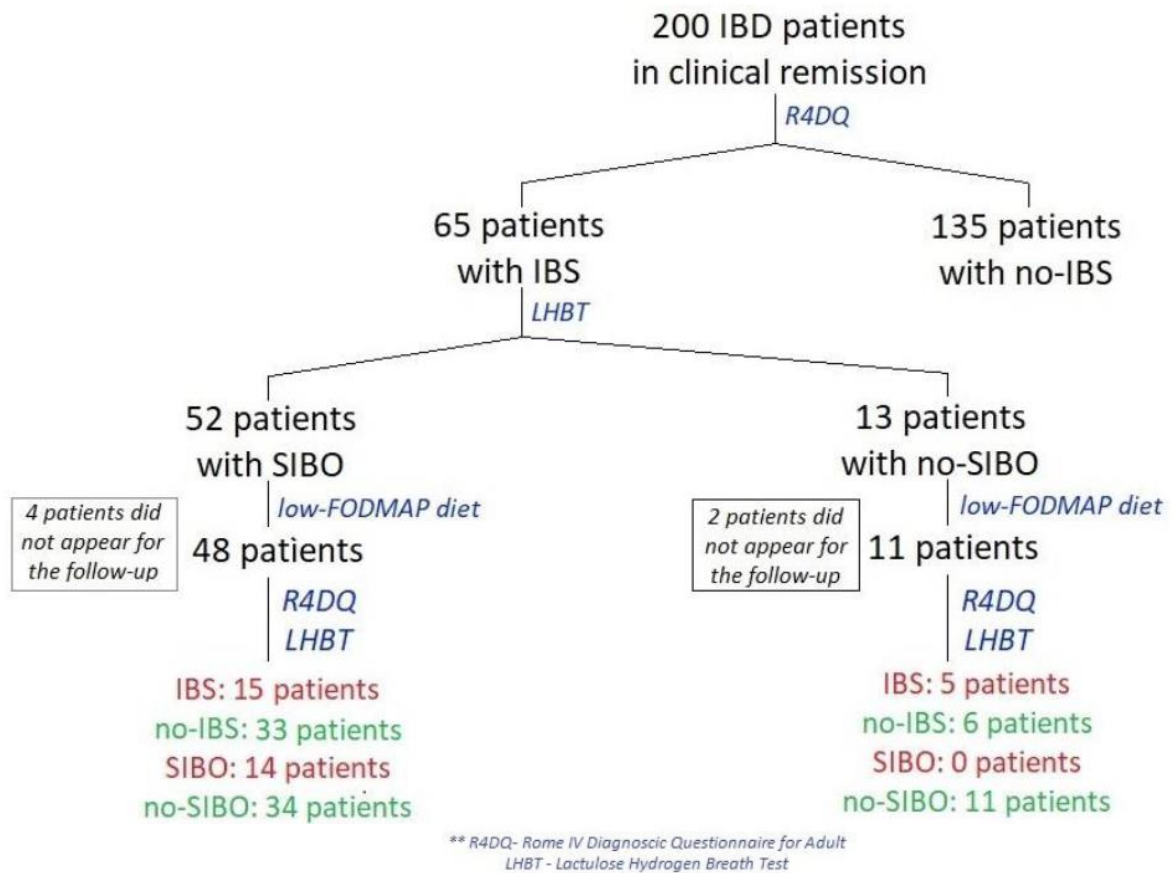 200 IBD patients
in clinical remission
R4DQ
65 patients
with IBS
135 patients
with no-IBS
LHBT
52 patients
with SIBO
13 patients
with no-SIBO
low-FODMAP diet
low-FODMAP diet
4 patients did
not appear for
the follow-up
48 patients
2 patients did
not appear for
the follow-up
11 patients
R4DQ
LHBT
R4DQ
LHBT
IBS: 15 patients
no-IBS: 33 patients
SIBO: 14 patients
no-SIBO: 34 patients
IBS: 5 patients
no-IBS: 6 patients
SIBO: 0 patients
no-SIBO: 11 patients
** R4DQ- Rome IV Diagnoscic Questionnaire for Adult
LHBT - Lactulose Hydrogen Breath Test